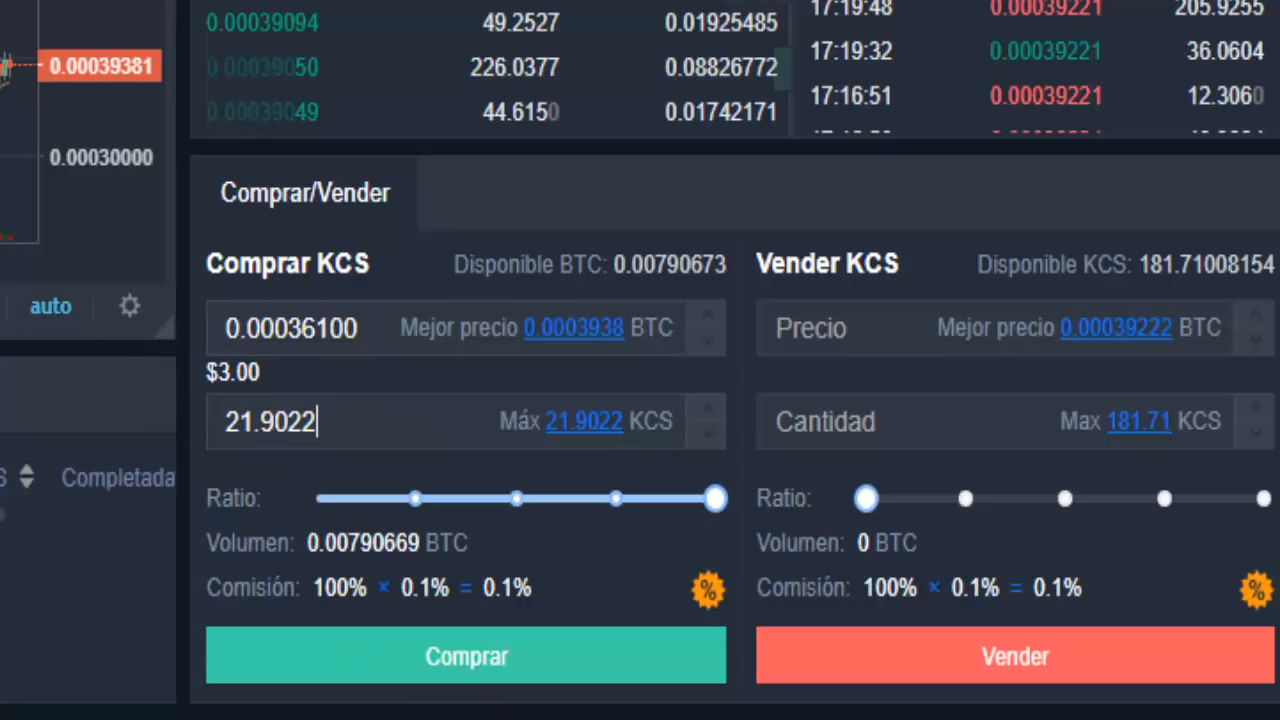 0.00039094 49.2527 0.01925485
0.00039050 226.0377 0.08826772
0.00039049 44.6150 0.01742171
17:19:48 0.00039221 205.9255
17:19:32 0.00039221 36.0604
17:16:51 0.00039221 12.3060
0.00039381
0.00030000
auto
Completada
Comprar/Vender
Comprar KCS Disponible BTC: 0.00790673
0.00036100 Mejor precio 0.0003938 BTC
$3.00
21.9022 Máx 21.9022 KCS
Ratio:
Volumen: 0.00790669 BTC
Comisión: 100% × 0.1% = 0.1%
%
Comprar
Vender KCS Disponible KCS: 181.71008154
Precio Mejor precio 0.00039222 BTC
Cantidad Max 181.71 KCS
Ratio:
Volumen: 0 BTC
Comisión: 100% × 0.1% = 0.1%
%
Vender